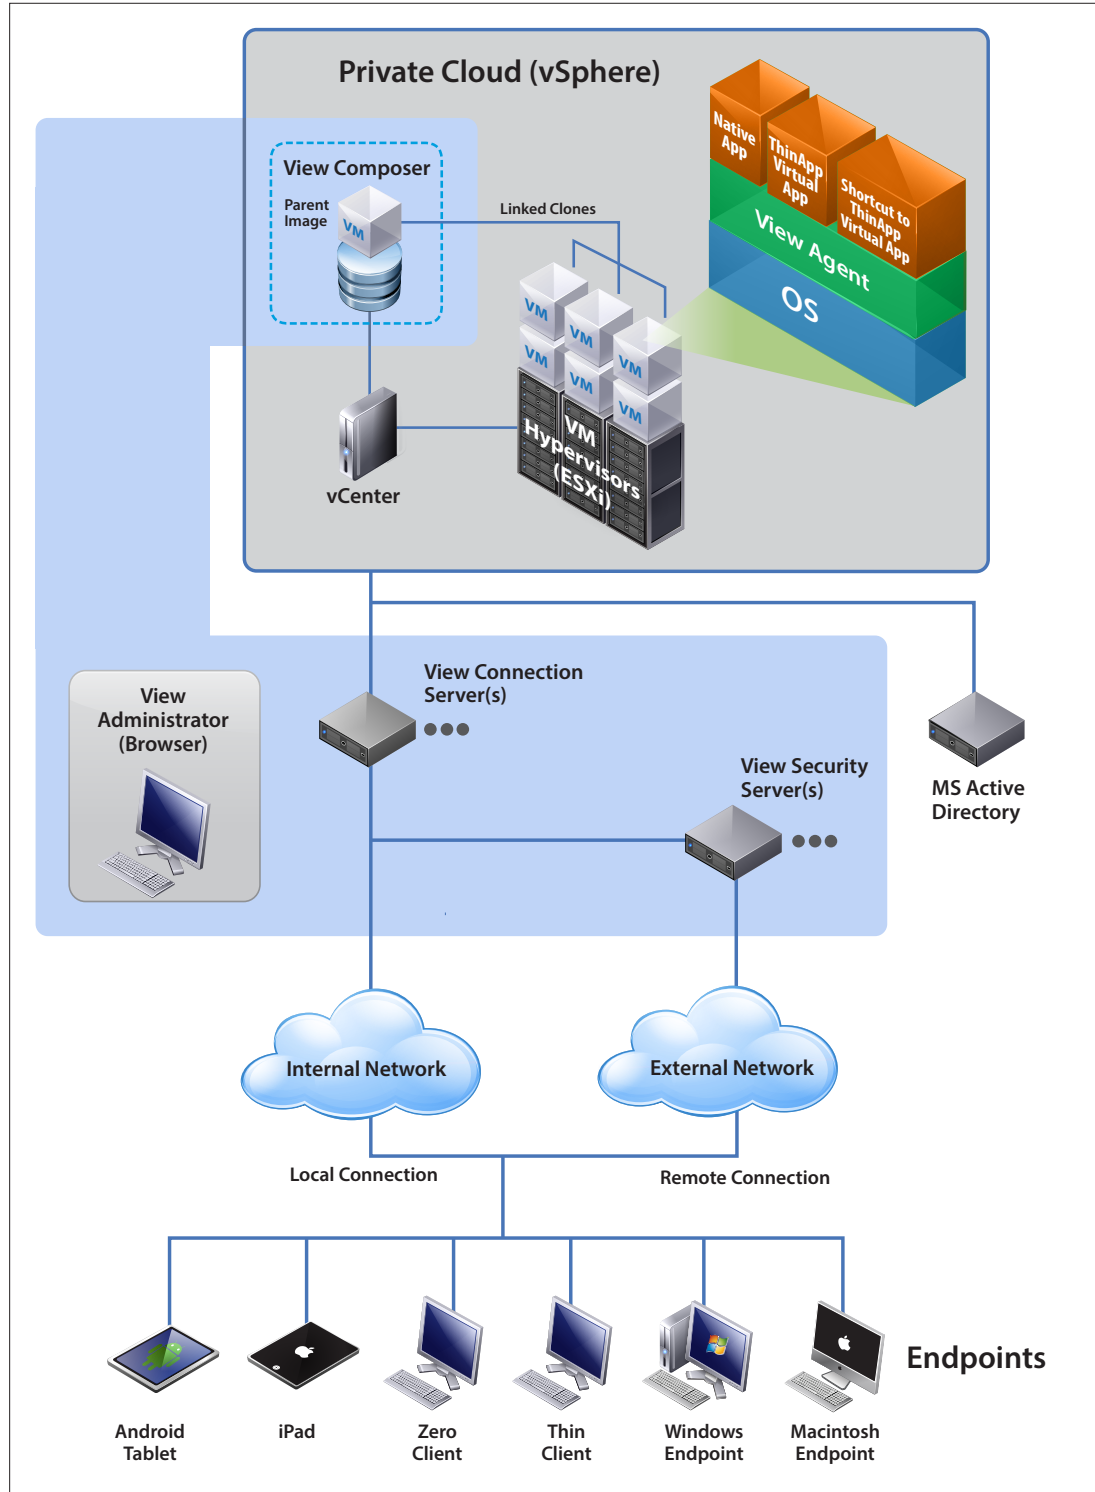 Private Cloud (vSphere)
View Composer
Parent
Image
VM
Linked Clones
Native
App
ThinApp
Virtual
App
Shortcut to
ThinApp
Virtual App
View Agent
OS
VM
VM
VM
VM
VM
VM
VM
Hypervisors
(ESXi)
vCenter
View Connection
Server(s)
View
Administrator
(Browser)
View Security
Server(s)
MS Active
Directory
Internal Network
External Network
Local Connection
Remote Connection
Endpoints
Android
Tablet
iPad
Zero
Client
Thin
Client
Windows
Endpoint
Macintosh
Endpoint